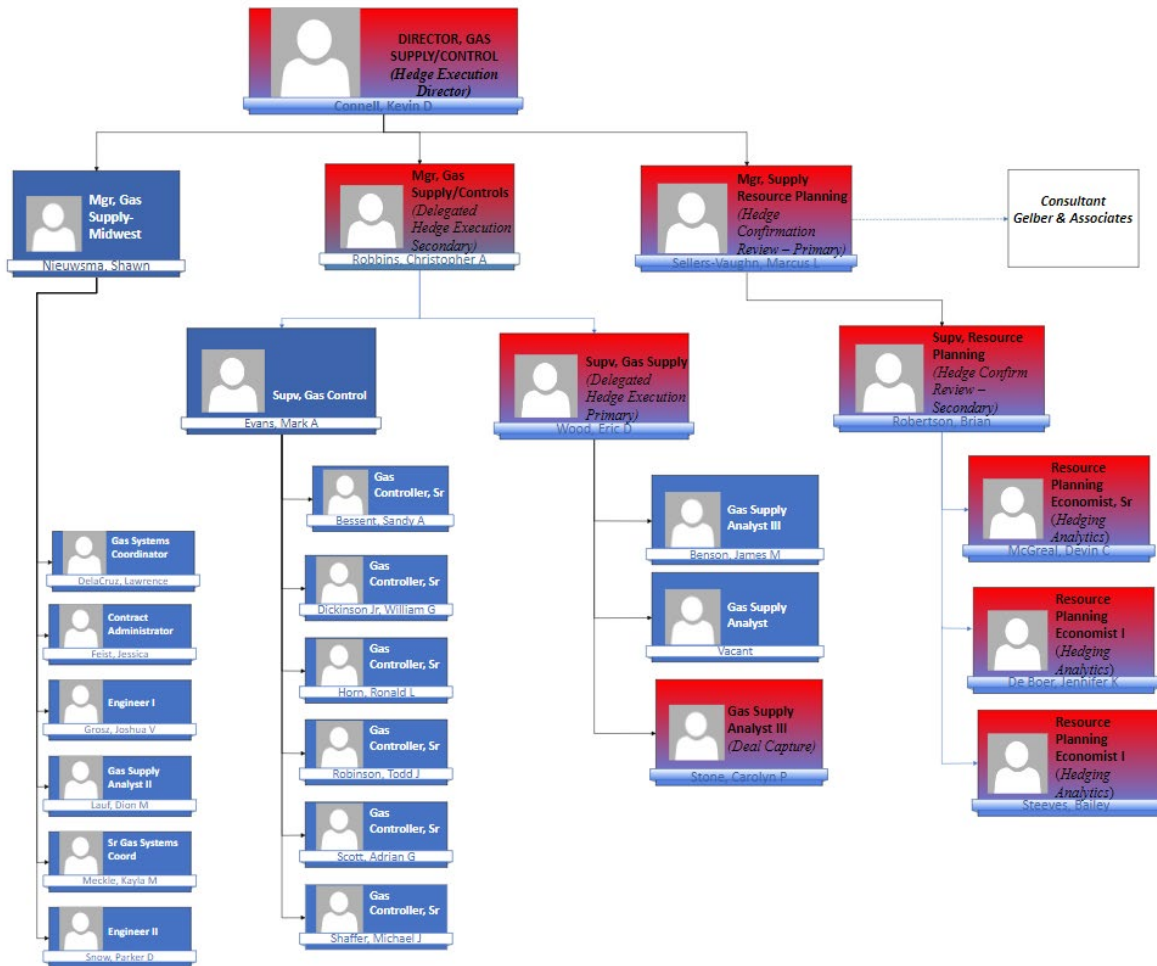 DIRECTOR, GAS
SUPPLY/CONTROL
(Hedge Execution
Director)
Connell, Kevin D
Mgr, Gas
Supply-
Midwest
Nieuwsma, Shawn
Mgr, Gas
Supply/Controls
(Delegated
Hedge Execution
Secondary)
Robbins, Christopher A
Mgr, Supply
Resource Planning
(Hedge
Confirmation
Review – Primary)
Sellers-Vaughn, Marcus L
Consultant
Gelber & Associates
Supv, Gas Control
Evans, Mark A
Supv, Gas Supply
(Delegated
Hedge Execution
Primary)
Wood, Eric D
Supv, Resource
Planning
(Hedge Confirm
Review –
Secondary)
Robertson, Brian
Gas Systems
Coordinator
DelaCruz, Lawrence
Contract
Administrator
Feist, Jessica
Engineer I
Grosz, Joshua V
Gas Supply
Analyst II
Lauf, Dion M
Sr Gas Systems
Coord
Meckle, Kayla M
Engineer II
Snow, Parker D
Gas
Controller, Sr
Bessent, Sandy A
Gas
Controller, Sr
Dickinson Jr, William G
Gas
Controller, Sr
Horn, Ronald L
Gas
Controller, Sr
Robinson, Todd J
Gas
Controller, Sr
Scott, Adrian G
Gas
Controller, Sr
Shaffer, Michael J
Gas Supply
Analyst III
Benson, James M
Gas Supply
Analyst
Vacant
Gas Supply
Analyst III
(Deal Capture)
Stone, Carolyn P
Resource
Planning
Economist, Sr
(Hedging
Analytics)
McGreal, Devin C
Resource
Planning
Economist I
(Hedging
Analytics)
De Boer, Jennifer K
Resource
Planning
Economist I
(Hedging
Analytics)
Steeves, Bailey